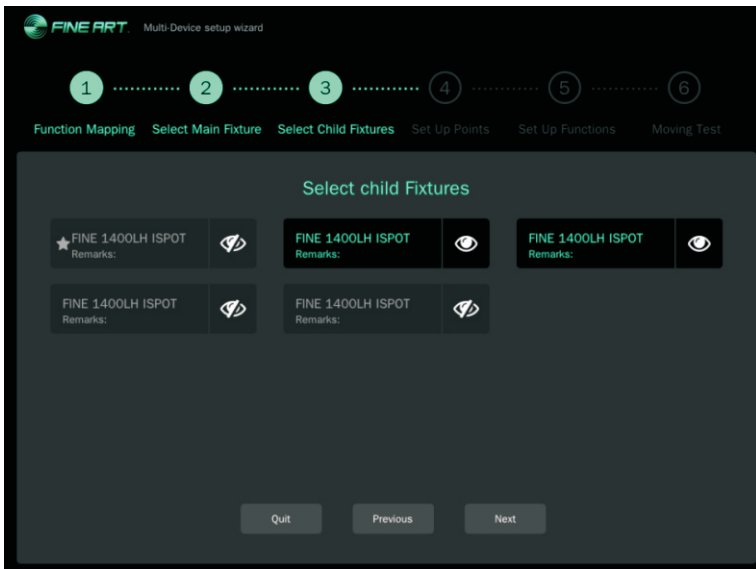 FINE ART. Multi-Device setup wizard
1 2 3 4 5 6
Function Mapping Select Main Fixture Select Child Fixtures Set Up Points Set Up Functions Moving Test
Select child Fixtures
FINE 1400LH ISPOT
Remarks:
FINE 1400LH ISPOT
Remarks:
FINE 1400LH ISPOT
Remarks:
FINE 1400LH ISPOT
Remarks:
FINE 1400LH ISPOT
Remarks:
Quit Previous Next